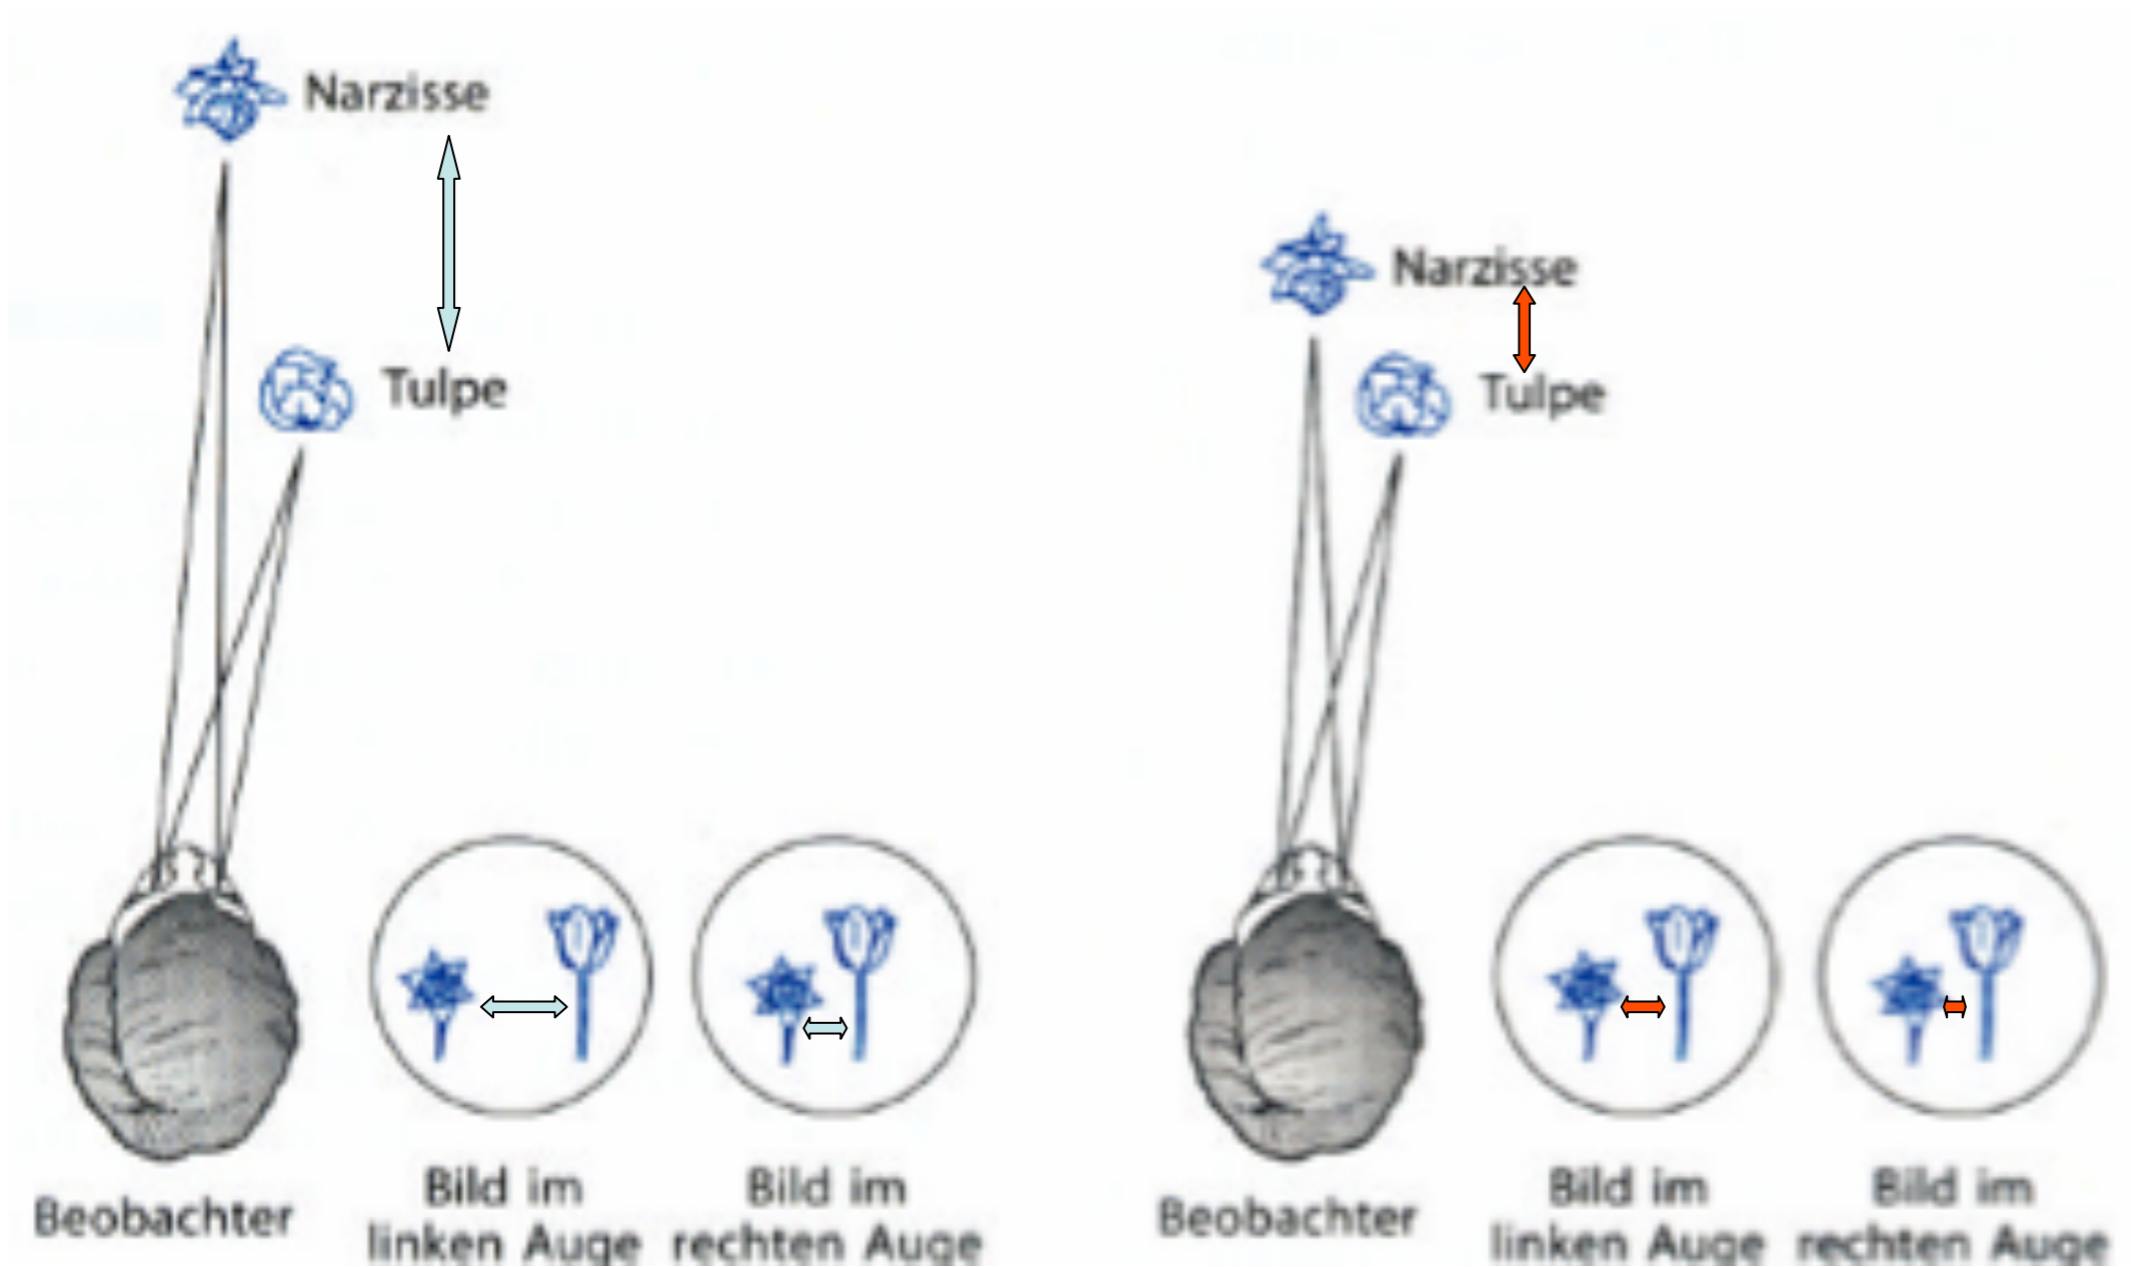 Narzisse
Tulpe
Beobachter
Bild im
linken Auge
Bild im
rechten Auge
Narzisse
Tulpe
Beobachter
Bild im
linken Auge
Bild im
rechten Auge